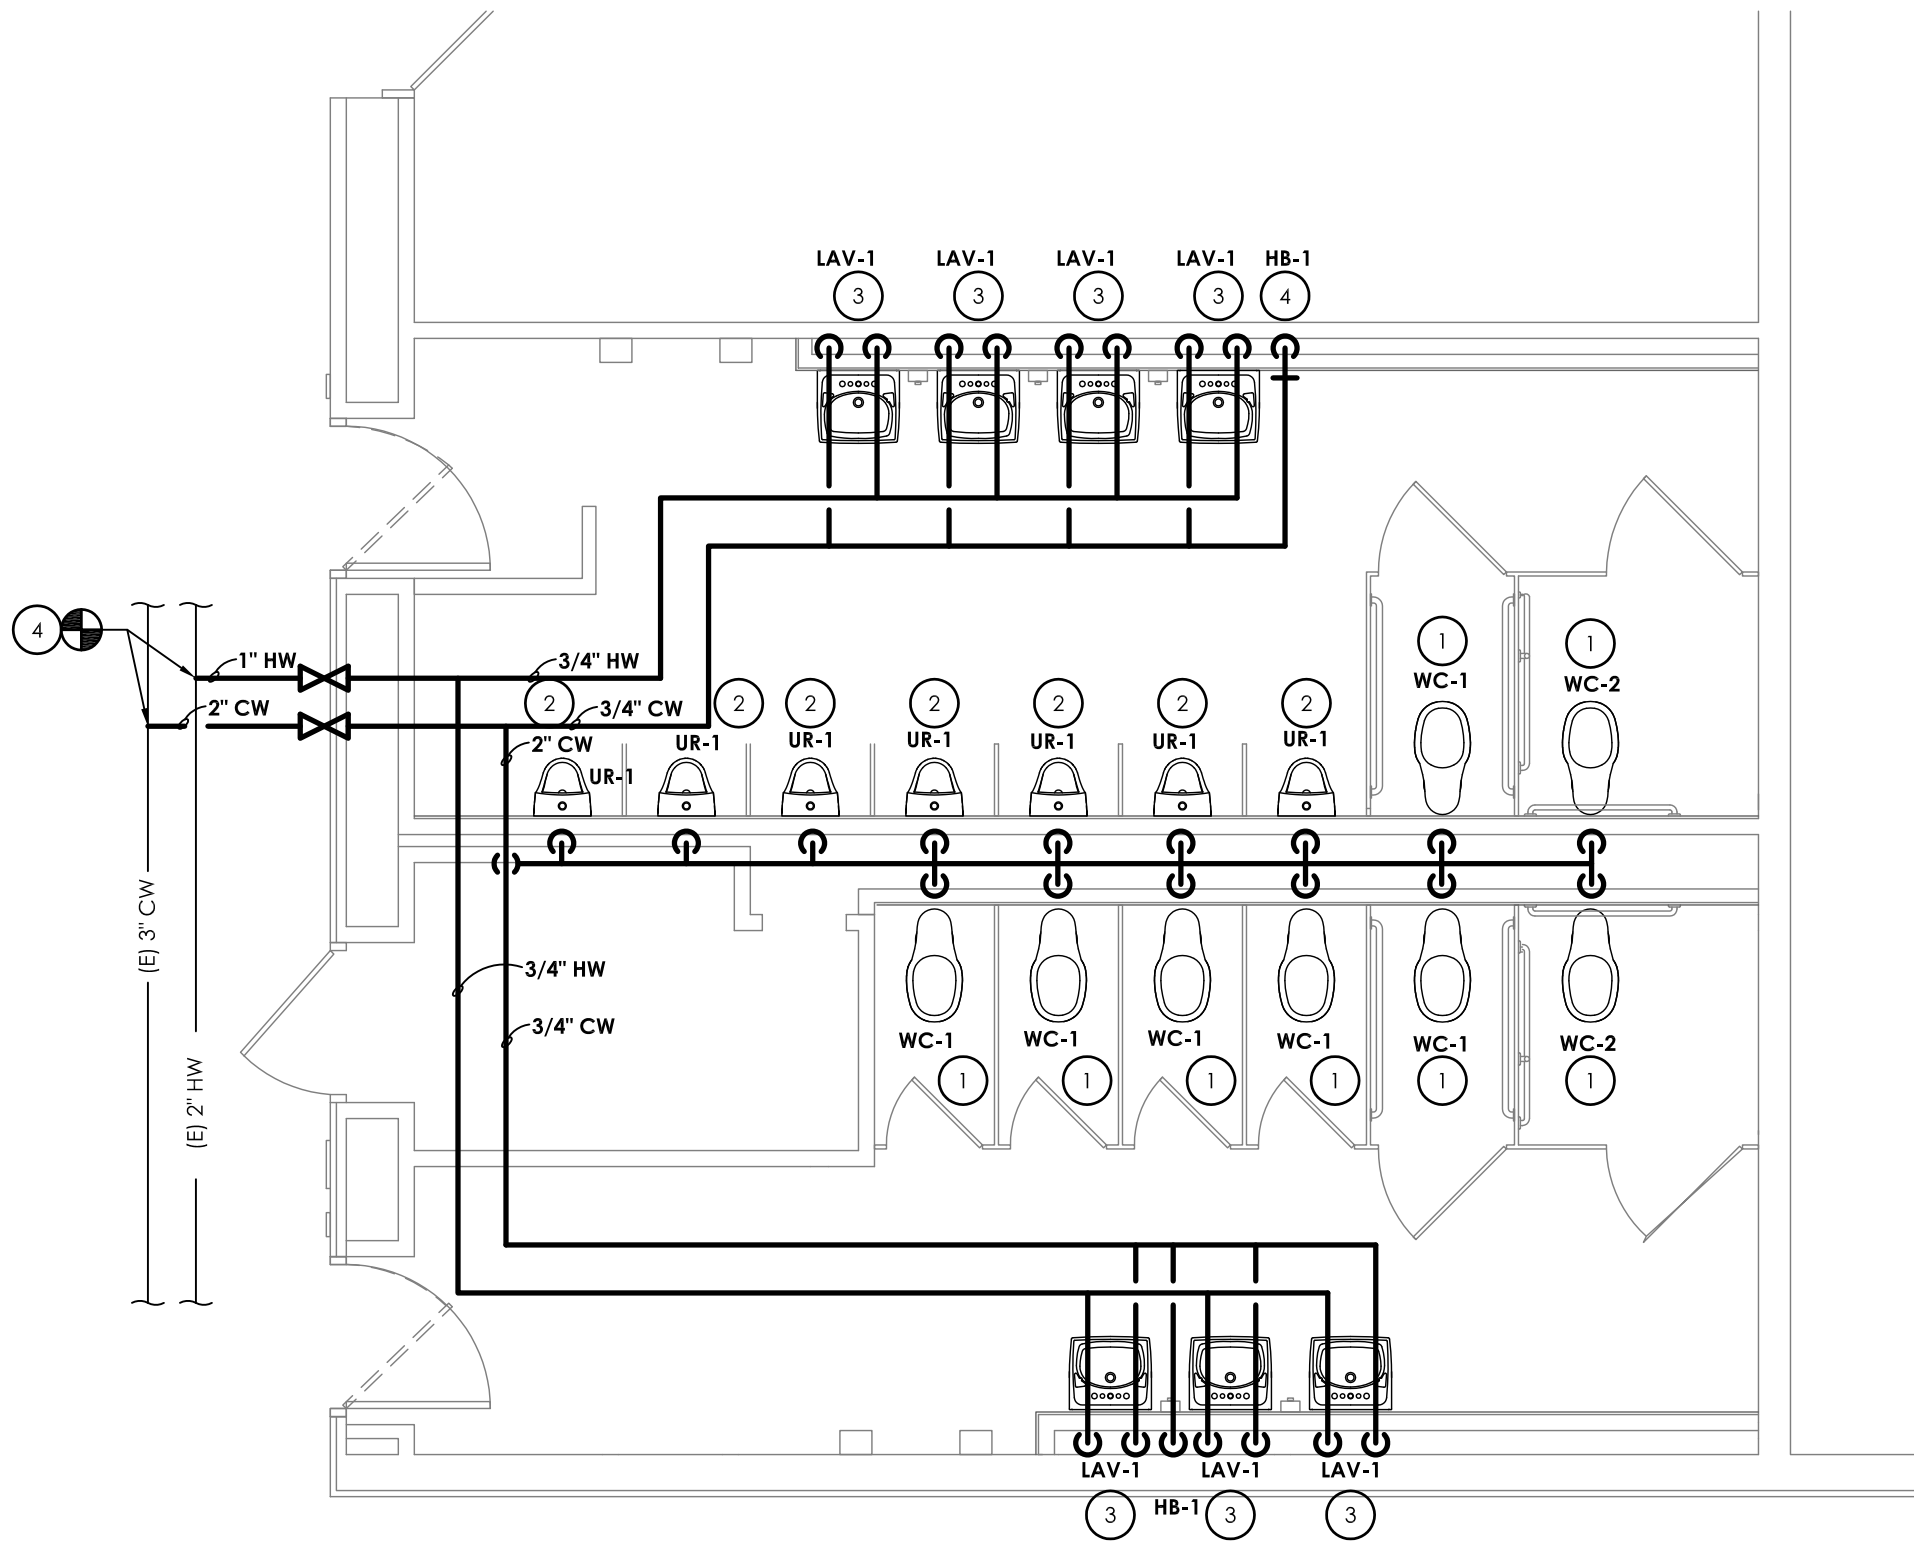 LAV-1 LAV-1 LAV-1 LAV-1 HB-1
3 3 3 3 4
4
1" HW
3/4" HW
2" CW
3/4" CW
2" CW
1 1
WC-1 WC-2
2 2 2 2 2 2 2
UR-1 UR-1 UR-1 UR-1 UR-1 UR-1 UR-1
(E) 3" CW
(E) 2" HW
3/4" HW
3/4" CW
WC-1 WC-1 WC-1 WC-1 WC-1 WC-2
1 1 1 1 1 1
LAV-1 LAV-1 LAV-1
HB-1
3 3 3